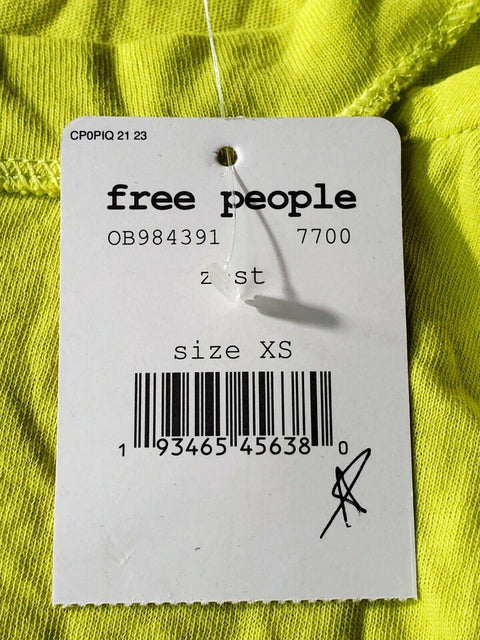 CP0PIQ 21 23
free people
OB984391 7700
size XS
1 93465 45638 0